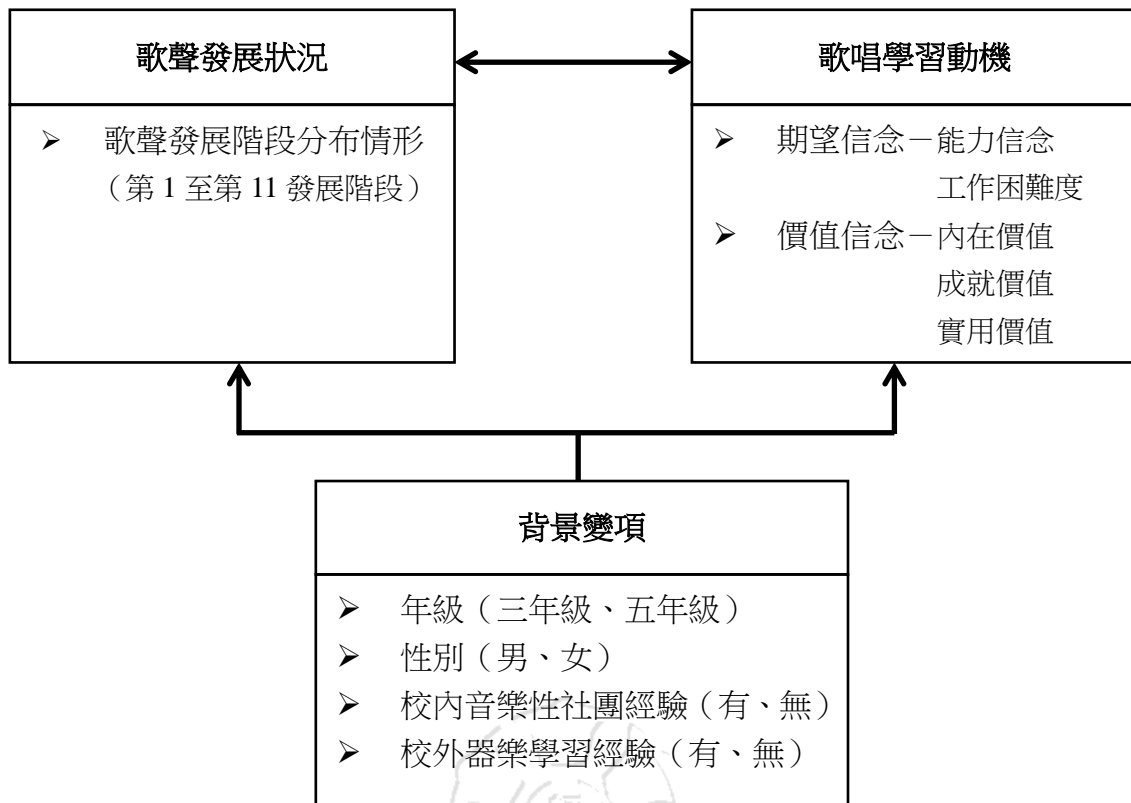 歌聲發展狀況
➢ 歌聲發展階段分布情形
（第 1 至第 11 發展階段）
歌唱學習動機
➢ 期望信念－能力信念
工作困難度
➢ 價值信念－內在價值
成就價值
實用價值
背景變項
➢ 年級（三年級、五年級）
➢ 性別（男、女）
➢ 校內音樂性社團經驗（有、無）
➢ 校外器樂學習經驗（有、無）